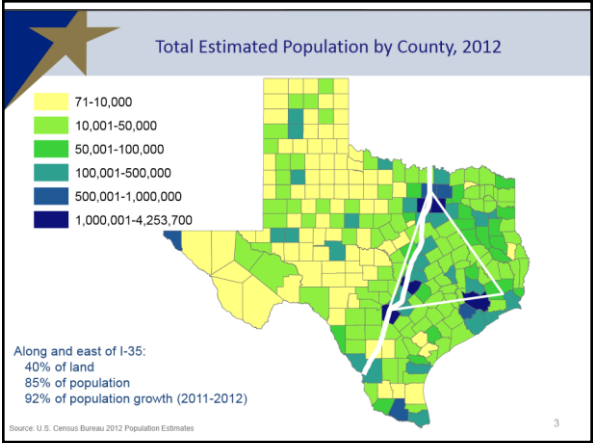 Total Estimated Population by County, 2012
71-10,000
10,001-50,000
50,001-100,000
100,001-500,000
500,001-1,000,000
1,000,001-4,253,700
Along and east of I-35:
40% of land
85% of population
92% of population growth (2011-2012)
Source: U.S. Census Bureau 2012 Population Estimates
3